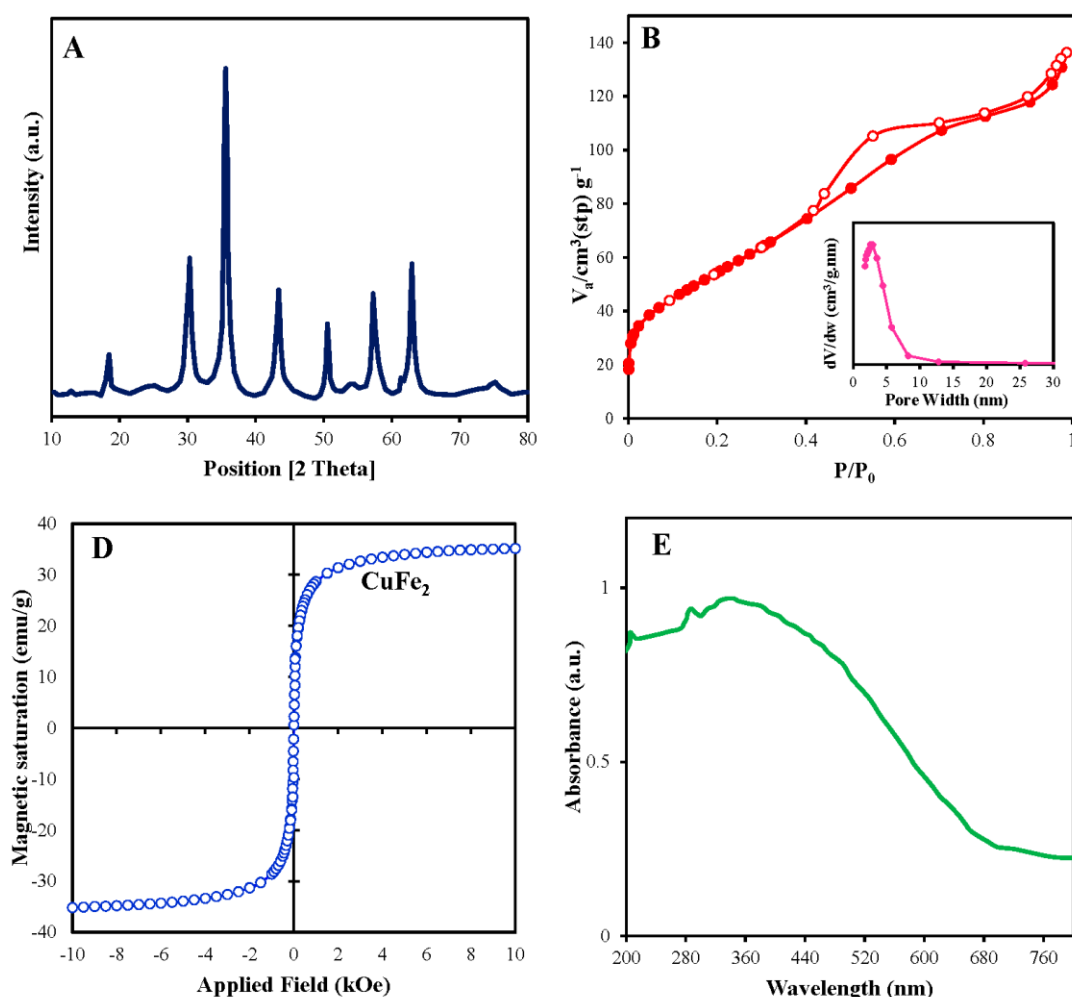 A
Intensity (a.u.)
10 20 30 40 50 60 70 80
Position [2 Theta]
B
Va/cm³(stp) g⁻¹
140
120
100
80
60
40
20
0
0 0.2 0.4 0.6 0.8 1
P/P₀
dV/dw (cm³/g.nm)
0 5 10 15 20 25 30
Pore Width (nm)
D
CuFe₂
Magnetic saturation (emu/g)
40
30
20
10
0
-10
-20
-30
-40
-10 -8 -6 -4 -2 0 2 4 6 8 10
Applied Field (kOe)
E
Absorbance (a.u.)
1
0.5
0
200 280 360 440 520 600 680 760
Wavelength (nm)